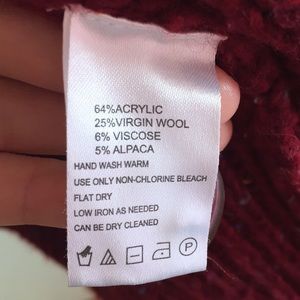 64%ACRYLIC
25%VIRGIN WOOL
6% VISCOSE
5% ALPACA
HAND WASH WARM
USE ONLY NON-CHLORINE BLEACH
FLAT DRY
LOW IRON AS NEEDED
CAN BE DRY CLEANED
P